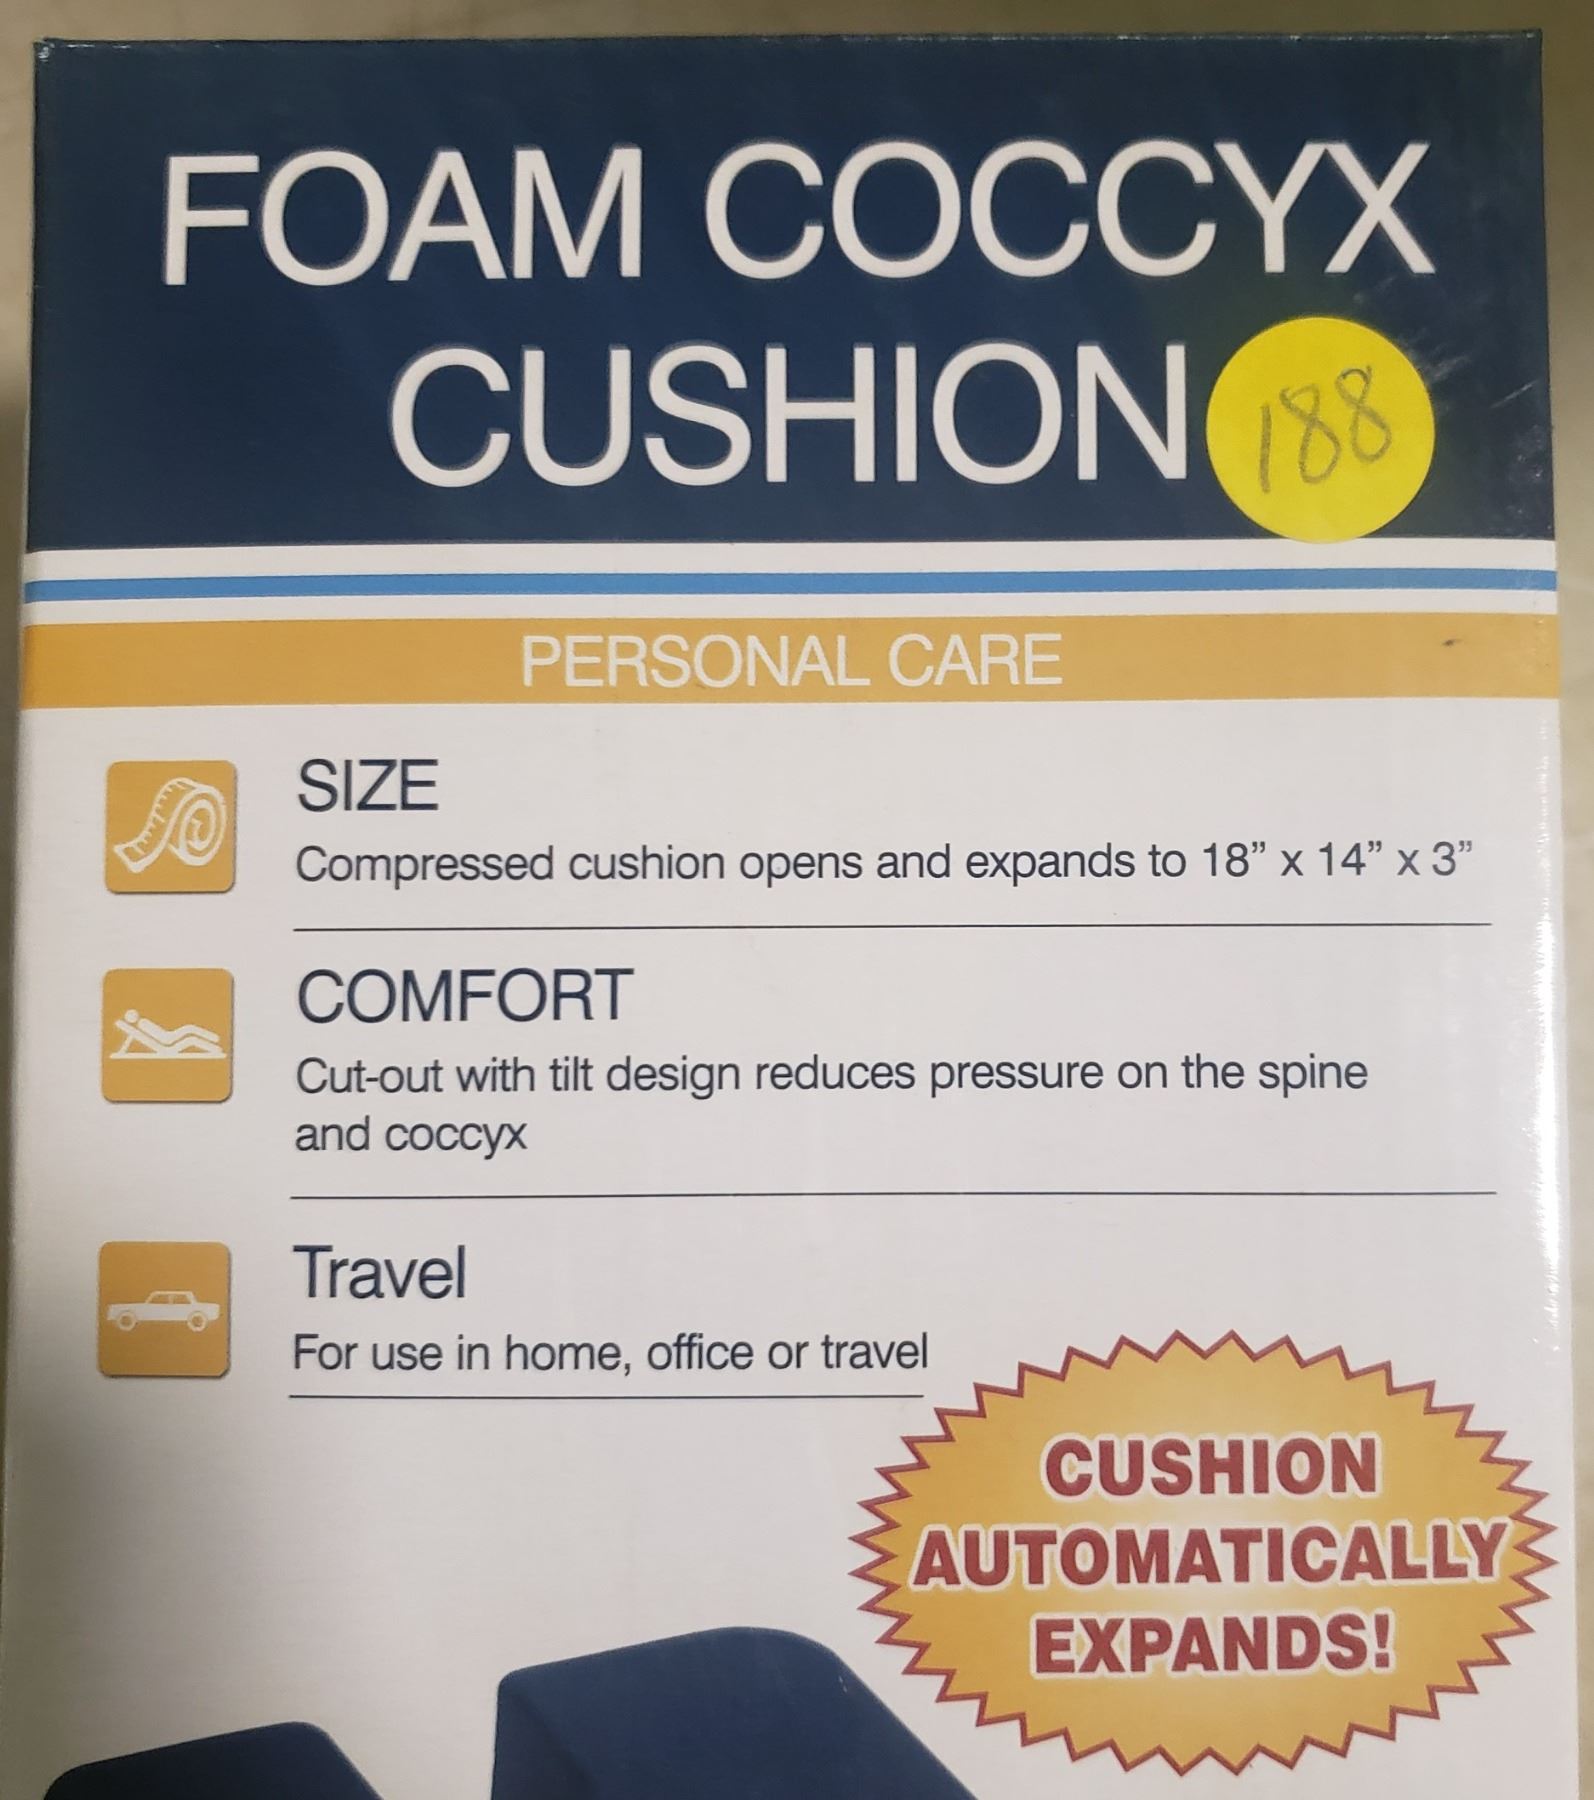 FOAM COCCYX
CUSHION
188
PERSONAL CARE
SIZE
Compressed cushion opens and expands to 18” x 14” x 3”
COMFORT
Cut-out with tilt design reduces pressure on the spine
and coccyx
Travel
For use in home, office or travel
CUSHION
AUTOMATICALLY
EXPANDS!